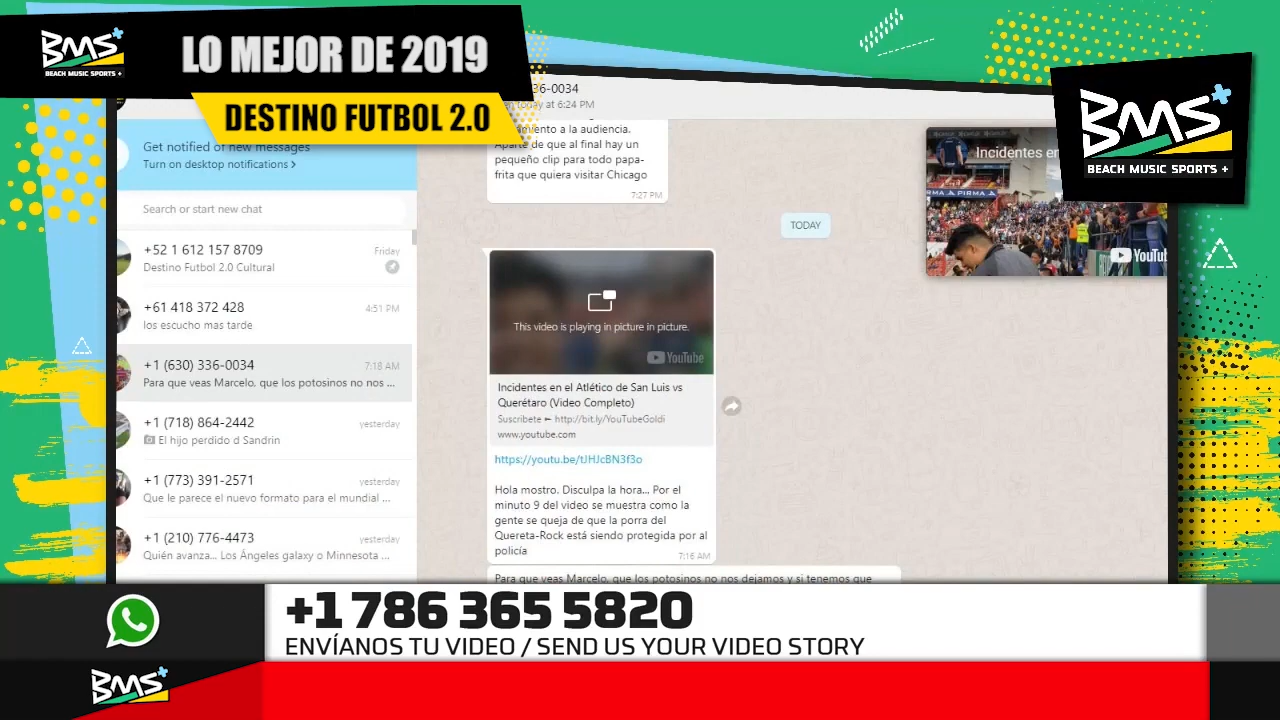 BMS+
BEACH MUSIC SPORTS +
LO MEJOR DE 2019
DESTINO FUTBOL 2.0
36-0034
today at 6:24 PM
Get notified of new messages
Turn on desktop notifications >
Search or start new chat
+52 1 612 157 8709
Friday
Destino Futbol 2.0 Cultural
+61 418 372 428
4:51 PM
los escucho mas tarde
+1 (630) 336-0034
7:18 AM
Para que veas Marcelo, que los potosinos no nos ...
+1 (718) 864-2442
yesterday
El hijo perdido d Sandrin
+1 (773) 391-2571
yesterday
Que le parece el nuevo formato para el mundial ...
+1 (210) 776-4473
yesterday
Quién avanza... Los Ángeles galaxy o Minnesota ...
amiento a la audiencia.
Aparte de que al final hay un
pequeño clip para todo papa-
frita que quiera visitar Chicago
7:27 PM
TODAY
This video is playing in picture in picture.
YouTube
Incidentes en el Atlético de San Luis vs
Querétaro (Video Completo)
Suscribete ► http://bit.ly/YouTubeGoldi
www.youtube.com
https://youtu.be/tJHJcBN3f3o
Hola mostro. Disculpa la hora... Por el
minuto 9 del video se muestra como la
gente se queja de que la porra del
Quereta-Rock está siendo protegida por al
policía
7:16 AM
Para que veas Marcelo, que los potosinos no nos dejamos y si tenemos que
Incidentes en
PIRMA
YouTub
BMS+
BEACH MUSIC SPORTS +
+1 786 365 5820
ENVÍANOS TU VIDEO / SEND US YOUR VIDEO STORY
BMS+